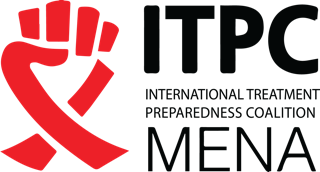 ITPC
INTERNATIONAL TREATMENT
PREPAREDNESS COALITION
MENA